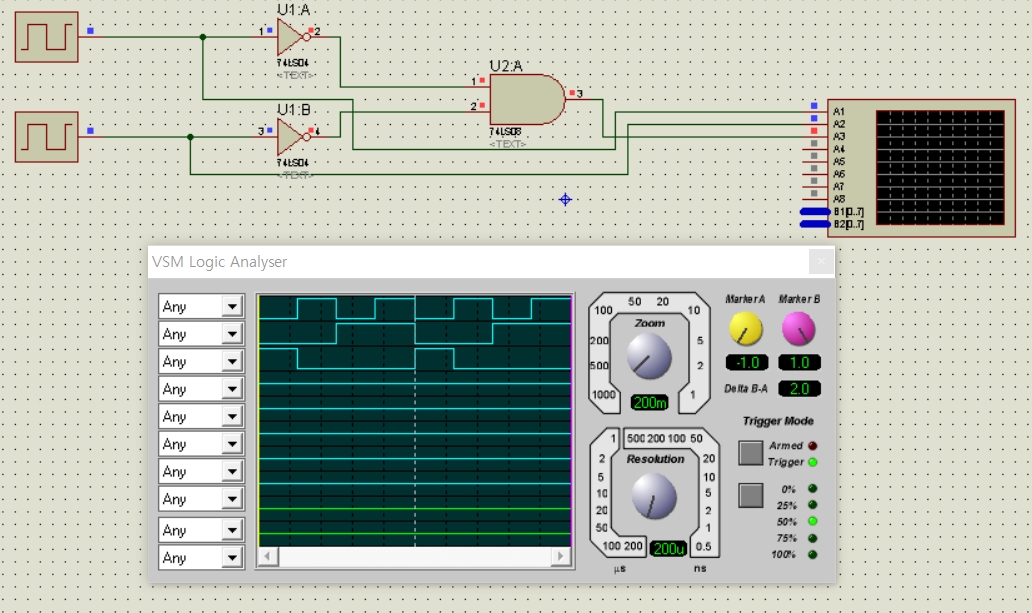 U1:A
1 2
74LS04
<TEXT>
U2:A
1
3
2
74LS08
<TEXT>
U1:B
3 4
74LS04
<TEXT>
A1
A2
A3
A4
A5
A6
A7
A8
B1[0..7]
B2[0..7]
VSM Logic Analyser
Any
Any
Any
Any
Any
Any
Any
Any
Any
Any
Zoom
1000
500
200
100
50
20
10
5
2
1
200m
Resolution
1
2
5
10
20
50
100 200
500 200 100 50
20
10
5
2
1
0.5
200u
µs
ns
Marker A
Marker B
-1.0
1.0
Delta B-A
2.0
Trigger Mode
Armed
Trigger
0%
25%
50%
75%
100%